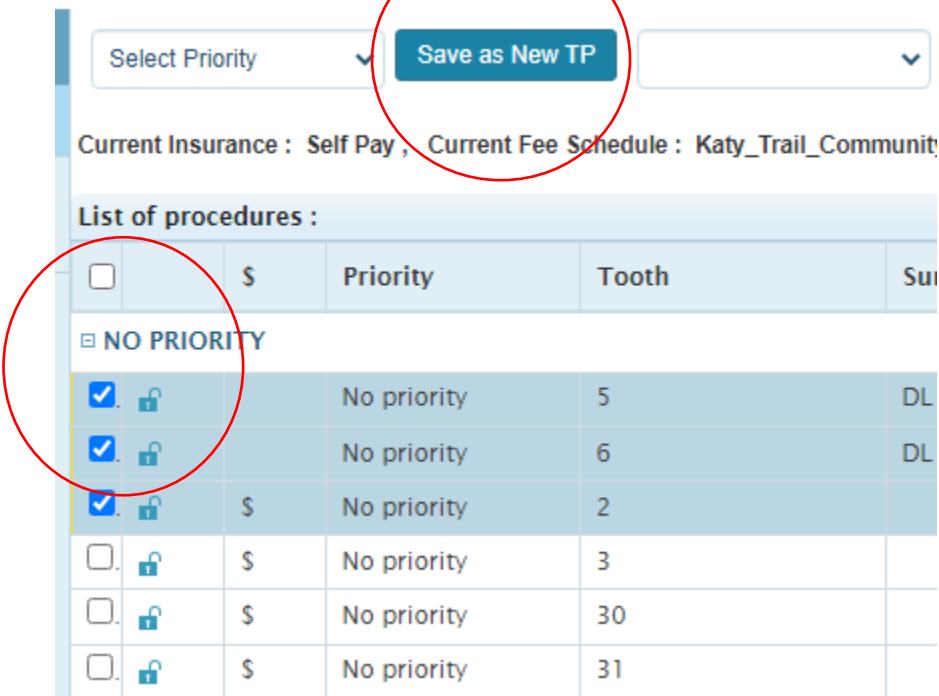 Select Priority Save as New TP
Current Insurance : Self Pay , Current Fee Schedule : Katy_Trail_Community
List of procedures :
$ Priority Tooth Sur
NO PRIORITY
No priority 5 DL
No priority 6 DL
$ No priority 2
$ No priority 3
$ No priority 30
$ No priority 31